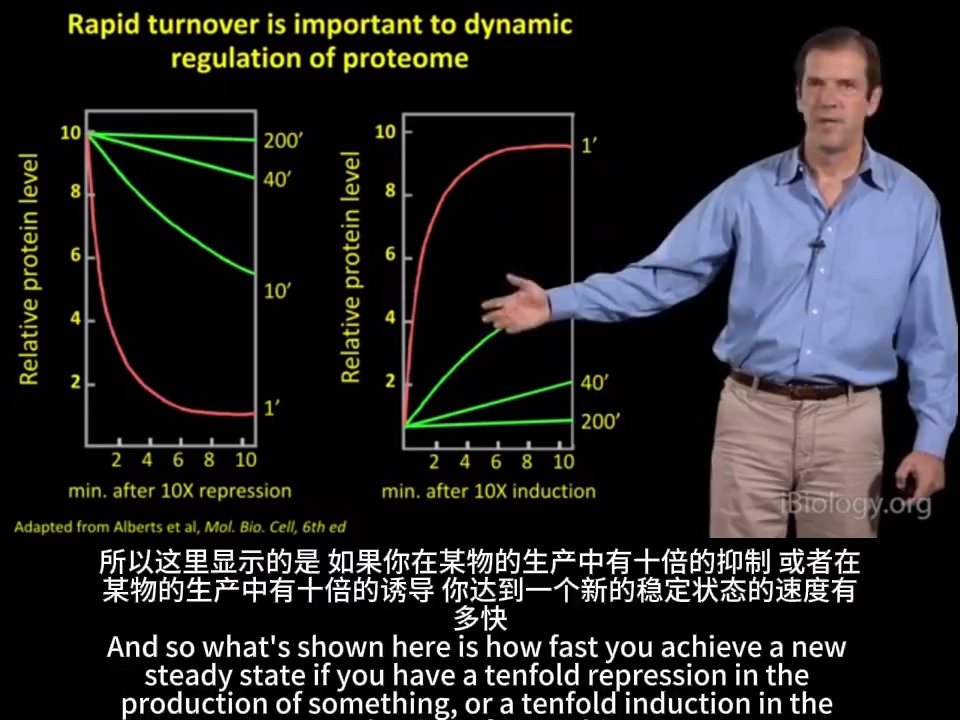 Rapid turnover is important to dynamic
regulation of proteome
Relative protein level
10
8
6
4
2
200′
40′
10′
1′
2 4 6 8 10
min. after 10X repression
Relative protein level
10
8
6
4
2
1′
40′
200′
2 4 6 8 10
min. after 10X induction
Adapted from Alberts et al, Mol. Bio. Cell, 6th ed
iBiology.org
所以这里显示的是 如果你在某物的生产中有十倍的抑制 或者在
某物的生产中有十倍的诱导 你达到一个新的稳定状态的速度有
多快
And so what's shown here is how fast you achieve a new
steady state if you have a tenfold repression in the
production of something, or a tenfold induction in the